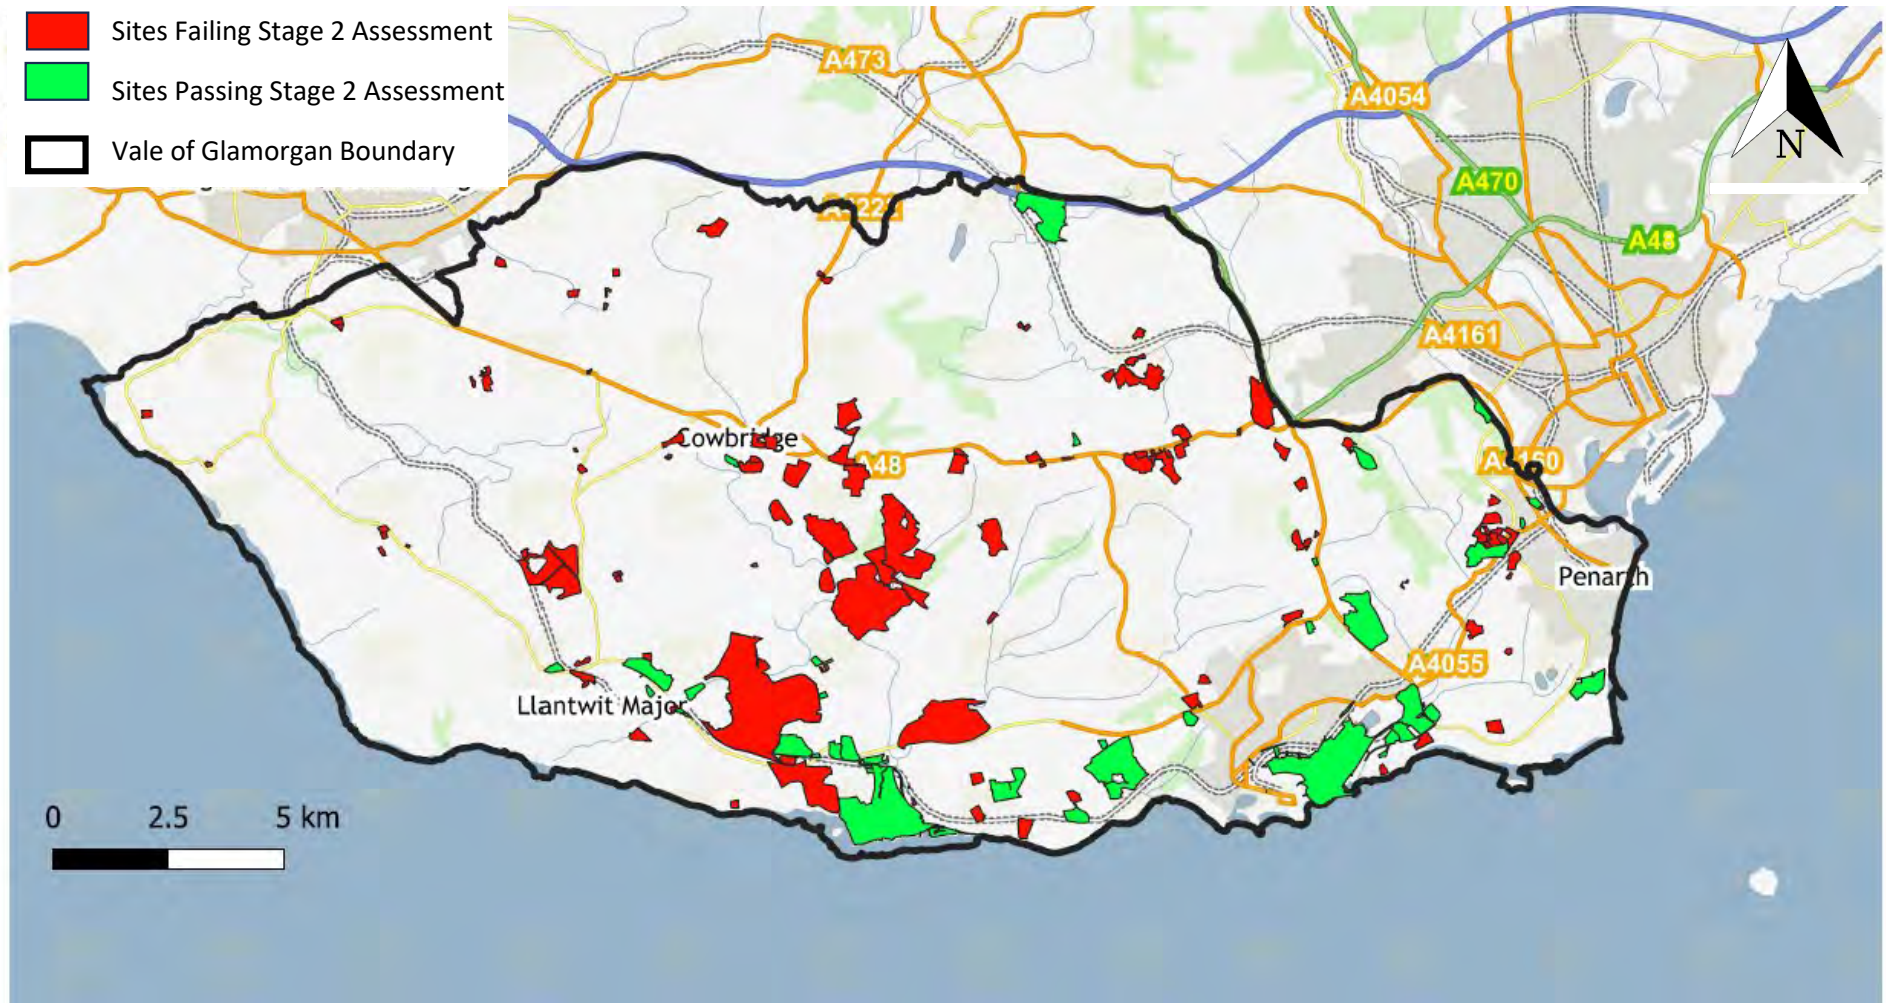 Sites Failing Stage 2 Assessment
Sites Passing Stage 2 Assessment
Vale of Glamorgan Boundary
A473
A4054
N
A470
A48
A4161
Cowbridge
A48
A4160
Penarth
A4055
Llantwit Major
0 2.5 5 km